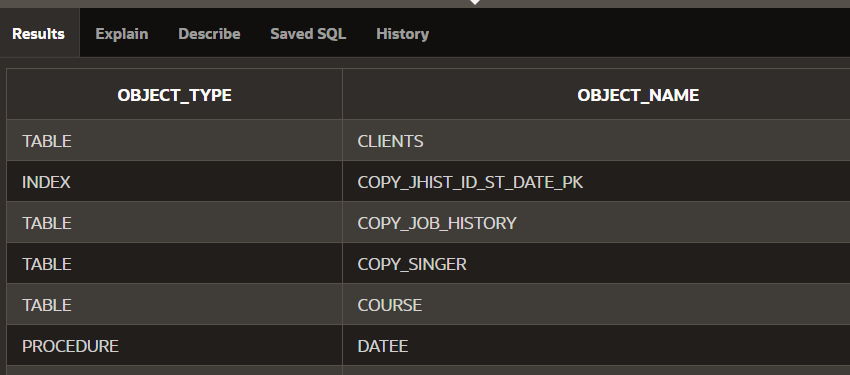 Results Explain Describe Saved SQL History
OBJECT_TYPE OBJECT_NAME
TABLE CLIENTS
INDEX COPY_JHIST_ID_ST_DATE_PK
TABLE COPY_JOB_HISTORY
TABLE COPY_SINGER
TABLE COURSE
PROCEDURE DATEE